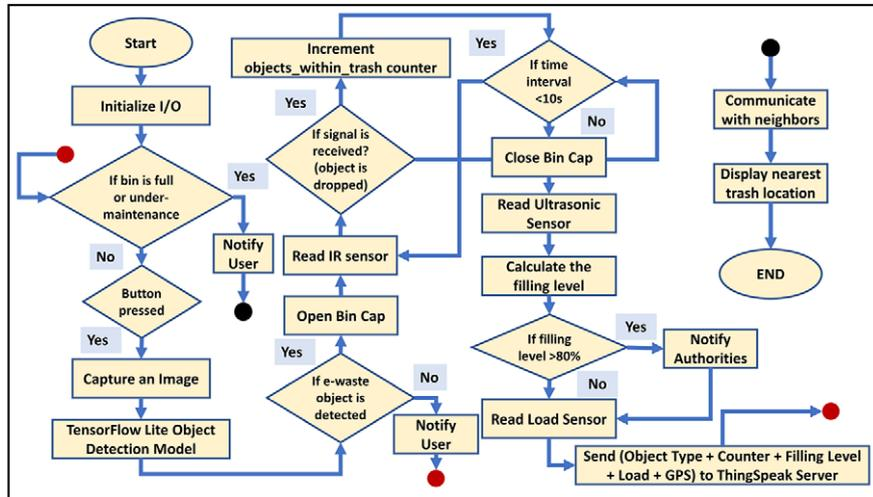 Start
Initialize I/O
If bin is full
or under-
maintenance
Yes
No
Notify
User
Button
pressed
Yes
Capture an Image
TensorFlow Lite Object
Detection Model
If e-waste
object is
detected
Yes
No
Notify
User
Open Bin Cap
Read IR sensor
If signal is
received?
(object is
dropped)
Yes
Increment
objects_within_trash counter
If time
interval
<10s
Yes
No
Close Bin Cap
Read Ultrasonic
Sensor
Calculate the
filling level
If filling
level >80%
Yes
No
Notify
Authorities
Read Load Sensor
Send (Object Type + Counter + Filling Level
+ Load + GPS) to ThingSpeak Server
Communicate
with neighbors
Display nearest
trash location
END